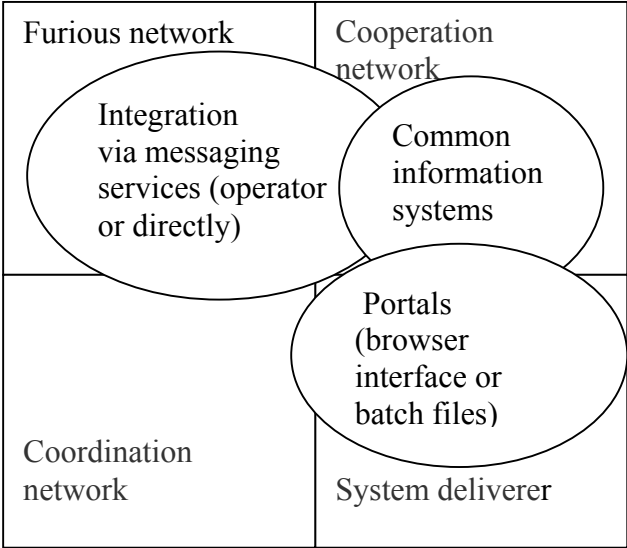 Furious network
Cooperation
network
Integration
via messaging
services (operator
or directly)
Common
information
systems
Portals
(browser
interface or
batch files)
Coordination
network
System deliverer